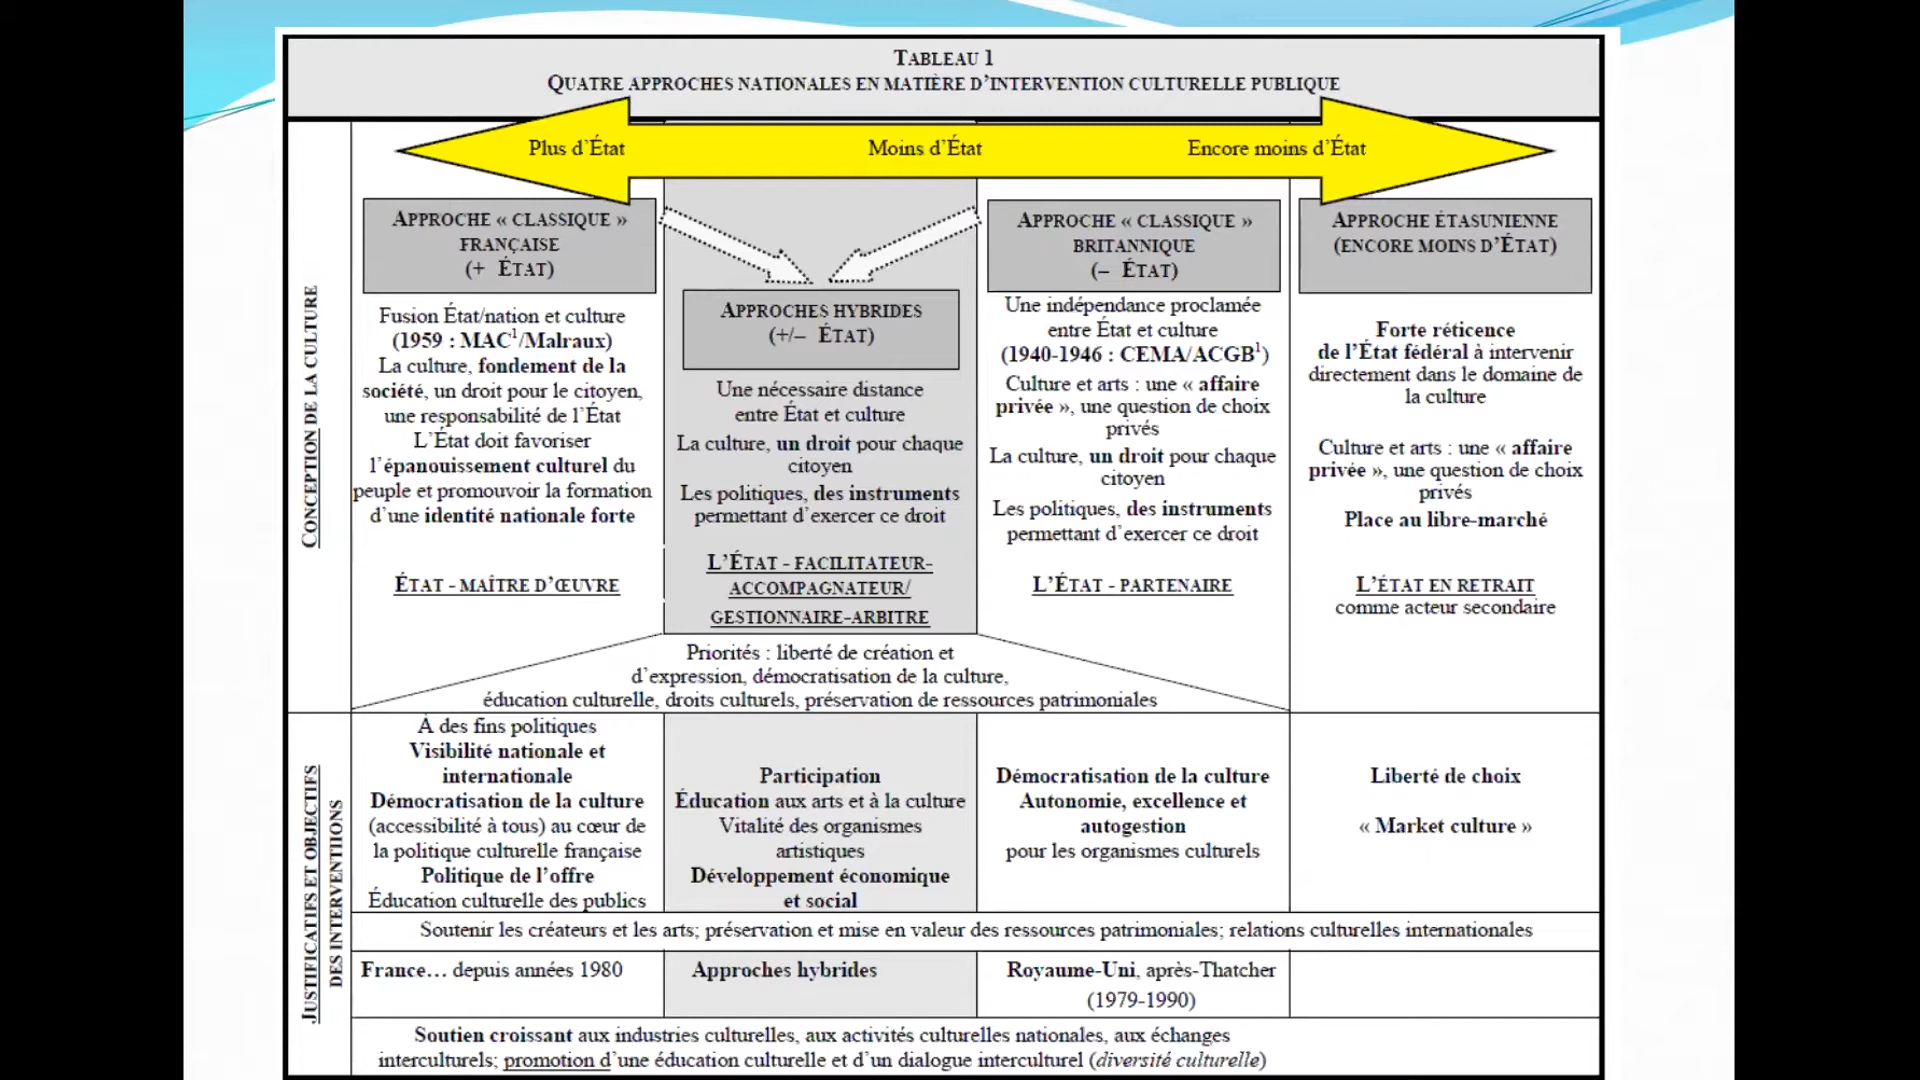 TABLEAU 1
QUATRE APPROCHES NATIONALES EN MATIÈRE D'INTERVENTION CULTURELLE PUBLIQUE
Plus d'État
Moins d'État
Encore moins d'État
CONCEPTION DE LA CULTURE
APPROCHE « CLASSIQUE »
FRANÇAISE
(+ ÉTAT)
Fusion État/nation et culture
(1959 : MAC¹/Malraux)
La culture, fondement de la
société, un droit pour le citoyen,
une responsabilité de l'État
L'État doit favoriser
l'épanouissement culturel du
peuple et promouvoir la formation
d'une identité nationale forte
ÉTAT - MAÎTRE D'ŒUVRE
APPROCHES HYBRIDES
(+/– ÉTAT)
Une nécessaire distance
entre État et culture
La culture, un droit pour chaque
citoyen
Les politiques, des instruments
permettant d'exercer ce droit
L'ÉTAT - FACILITATEUR-
ACCOMPAGNATEUR/
GESTIONNAIRE-ARBITRE
APPROCHE « CLASSIQUE »
BRITANNIQUE
(– ÉTAT)
Une indépendance proclamée
entre État et culture
(1940-1946 : CEMA/ACGB¹)
Culture et arts : une « affaire
privée », une question de choix
privés
La culture, un droit pour chaque
citoyen
Les politiques, des instruments
permettant d'exercer ce droit
L'ÉTAT - PARTENAIRE
APPROCHE ÉTASUNIENNE
(ENCORE MOINS D'ÉTAT)
Forte réticence
de l'État fédéral à intervenir
directement dans le domaine de
la culture
Culture et arts : une « affaire
privée », une question de choix
privés
Place au libre-marché
L'ÉTAT EN RETRAIT
comme acteur secondaire
Priorités : liberté de création et
d'expression, démocratisation de la culture,
éducation culturelle, droits culturels, préservation de ressources patrimoniales
JUSTIFICATIFS ET OBJECTIFS
DES INTERVENTIONS
À des fins politiques
Visibilité nationale et
internationale
Démocratisation de la culture
(accessibilité à tous) au cœur de
la politique culturelle française
Politique de l'offre
Éducation culturelle des publics
Participation
Éducation aux arts et à la culture
Vitalité des organismes
artistiques
Développement économique
et social
Démocratisation de la culture
Autonomie, excellence et
autogestion
pour les organismes culturels
Liberté de choix
« Market culture »
Soutenir les créateurs et les arts; préservation et mise en valeur des ressources patrimoniales; relations culturelles internationales
France… depuis années 1980
Approches hybrides
Royaume-Uni, après-Thatcher
(1979-1990)
Soutien croissant aux industries culturelles, aux activités culturelles nationales, aux échanges
interculturels; promotion d'une éducation culturelle et d'un dialogue interculturel (diversité culturelle)